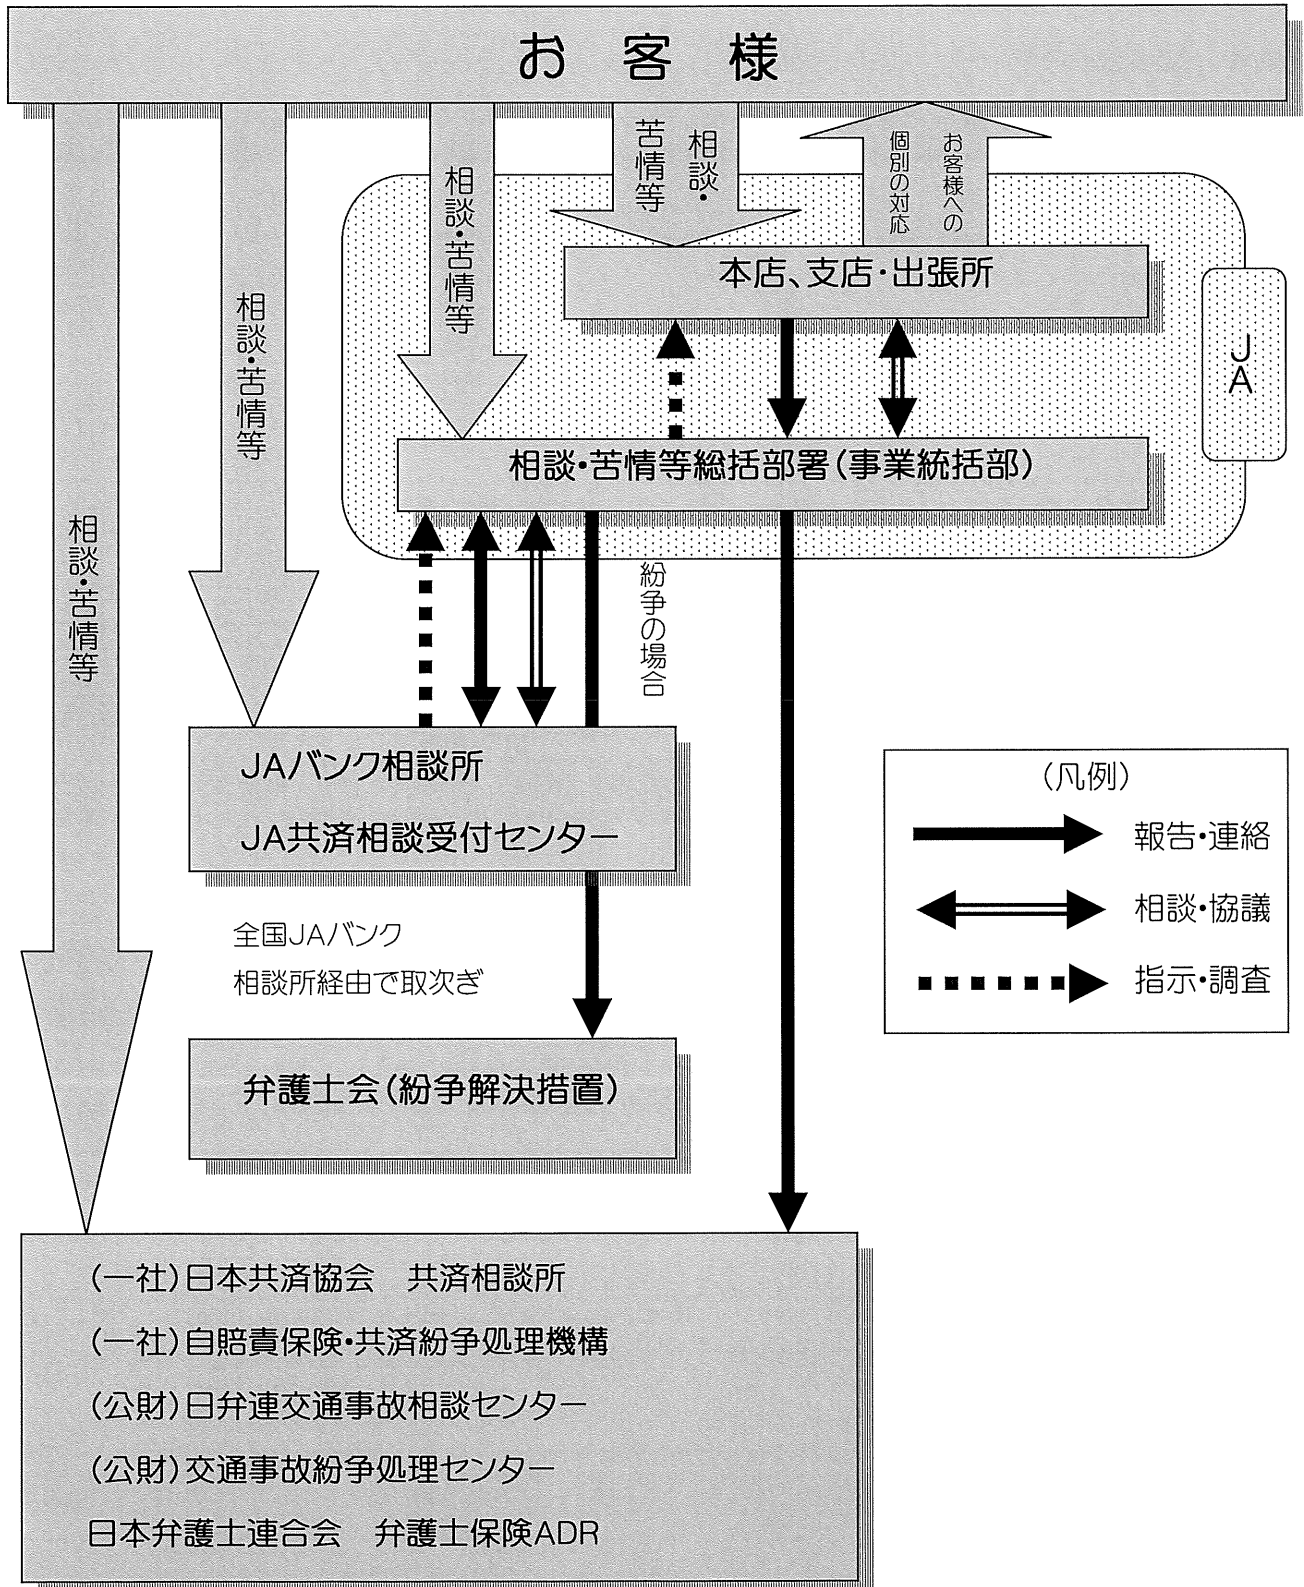 お客様
相談・苦情等
相談・苦情等
相談・苦情等
相談・
苦情等
お客様への
個別の対応
本店、支店・出張所
JA
相談・苦情等総括部署(事業統括部)
紛争の場合
JAバンク相談所
JA共済相談受付センター
(凡例)
報告・連絡
相談・協議
指示・調査
全国JAバンク
相談所経由で取次ぎ
弁護士会(紛争解決措置)
(一社)日本共済協会 共済相談所
(一社)自賠責保険・共済紛争処理機構
(公財)日弁連交通事故相談センター
(公財)交通事故紛争処理センター
日本弁護士連合会 弁護士保険ADR